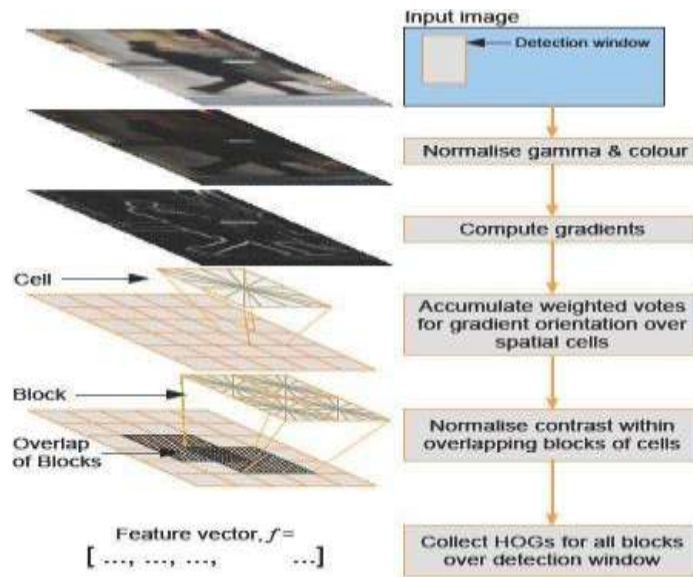 Input image
Detection window
Normalise gamma & colour
Compute gradients
Cell
Accumulate weighted votes
for gradient orientation over
spatial cells
Block
Normalise contrast within
overlapping blocks of cells
Overlap
of Blocks
Feature vector, f =
[ ..., ..., ..., ...]
Collect HOGs for all blocks
over detection window